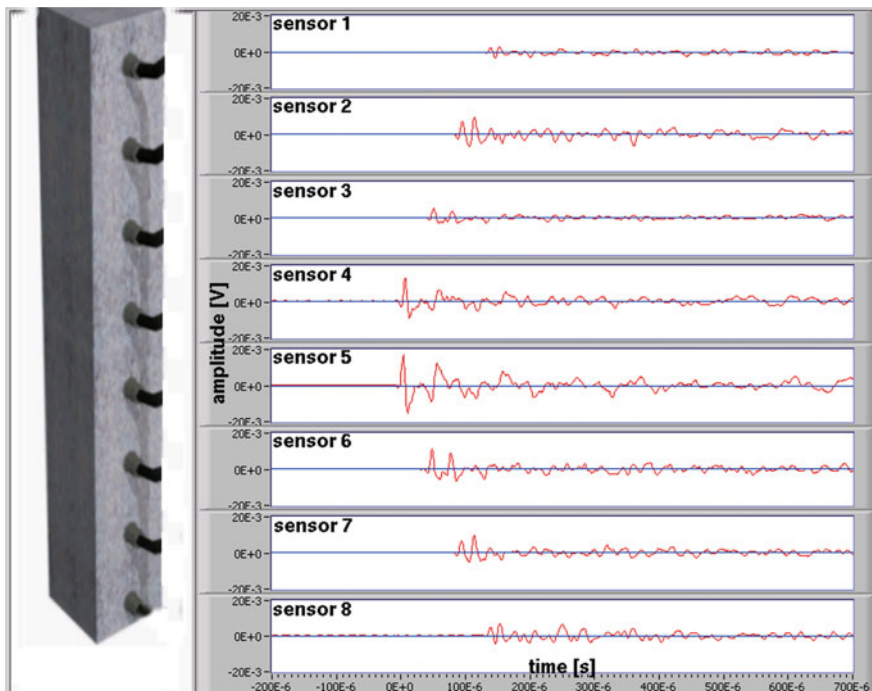 20E-3
sensor 1
0E+0
-20E-3
20E-3
sensor 2
0E+0
-20E-3
20E-3
sensor 3
0E+0
-20E-3
20E-3
sensor 4
0E+0
-20E-3
20E-3
sensor 5
0E+0
-20E-3
20E-3
sensor 6
0E+0
-20E-3
20E-3
sensor 7
0E+0
-20E-3
20E-3
sensor 8
0E+0
-20E-3
amplitude [V]
time [s]
-200E-6 0E+0 100E-6 200E-6 300E-6 400E-6 500E-6 600E-6 700E-6